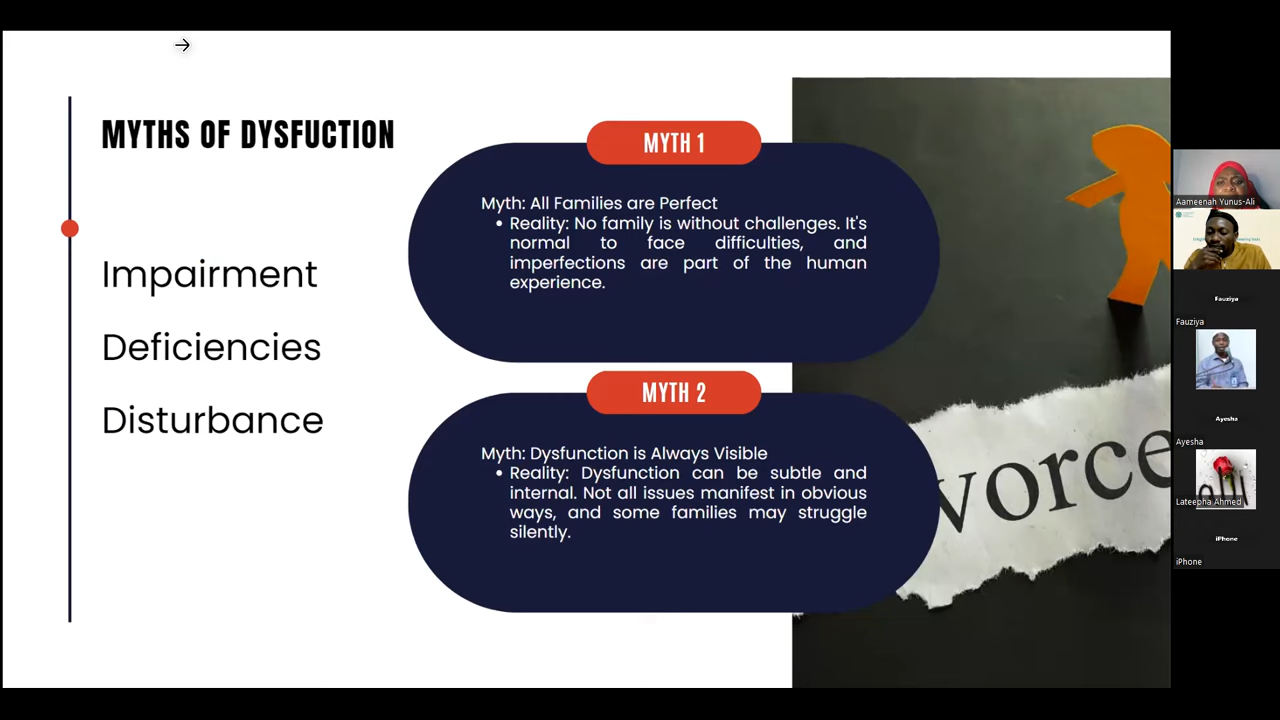 MYTHS OF DYSFUCTION
Impairment
Deficiencies
Disturbance
MYTH 1
Myth: All Families are Perfect
• Reality: No family is without challenges. It's
normal to face difficulties, and
imperfections are part of the human
experience.
MYTH 2
Myth: Dysfunction is Always Visible
• Reality: Dysfunction can be subtle and
internal. Not all issues manifest in obvious
ways, and some families may struggle
silently.
vorce
Aameenah Yunus-Ali
Fauziya
Fauziya
Ayesha
Ayesha
Lateepha Ahmed
iPhone
iPhone